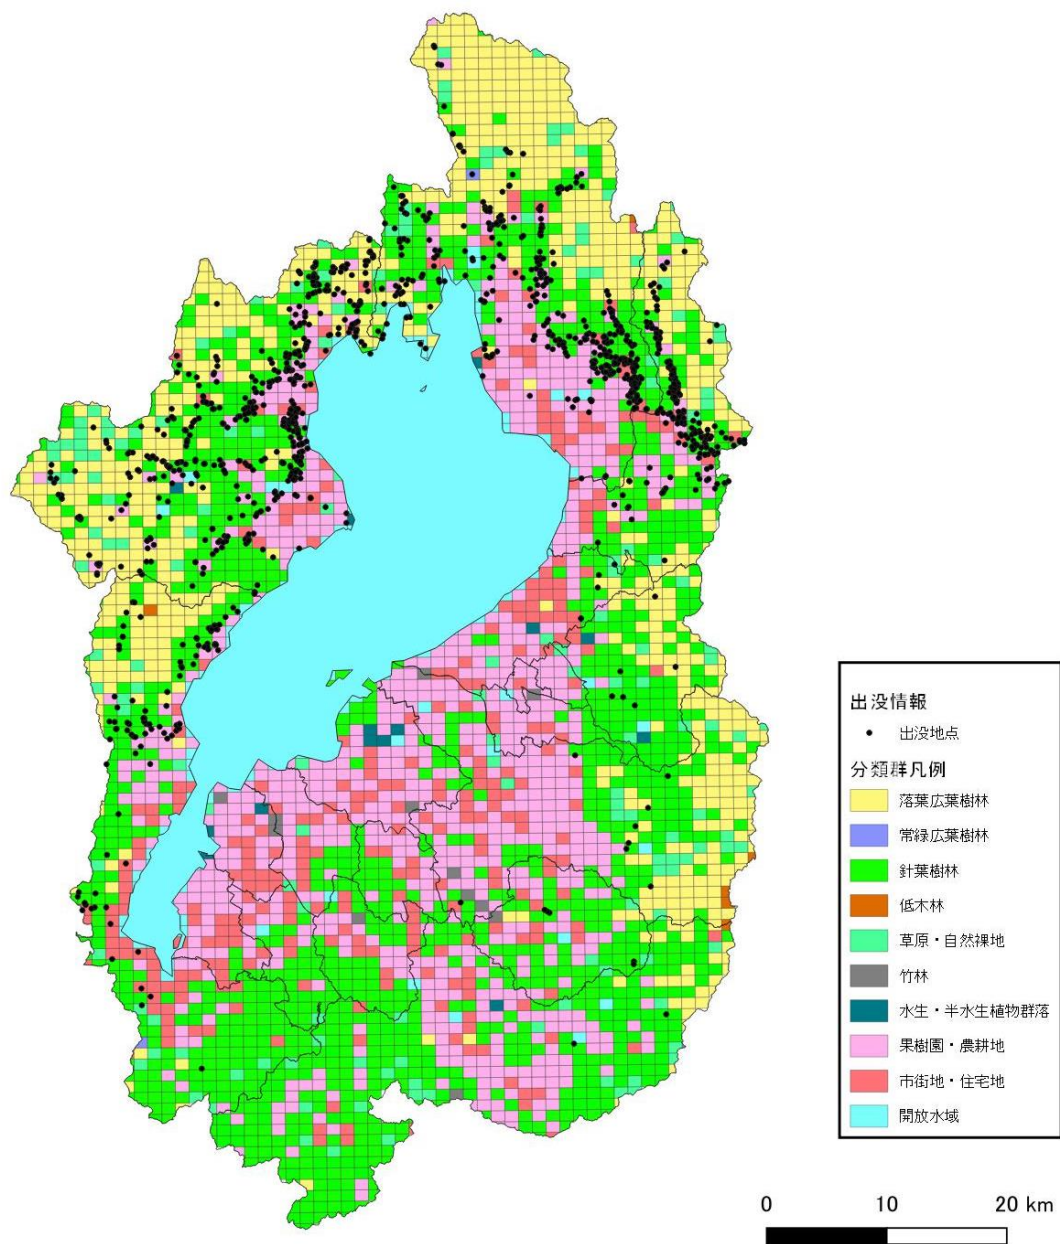 出没情報
出没地点
分類群凡例
落葉広葉樹林
常緑広葉樹林
針葉樹林
低木林
草原・自然裸地
竹林
水生・半水生植物群落
果樹園・農耕地
市街地・住宅地
開放水域
0 10 20 km